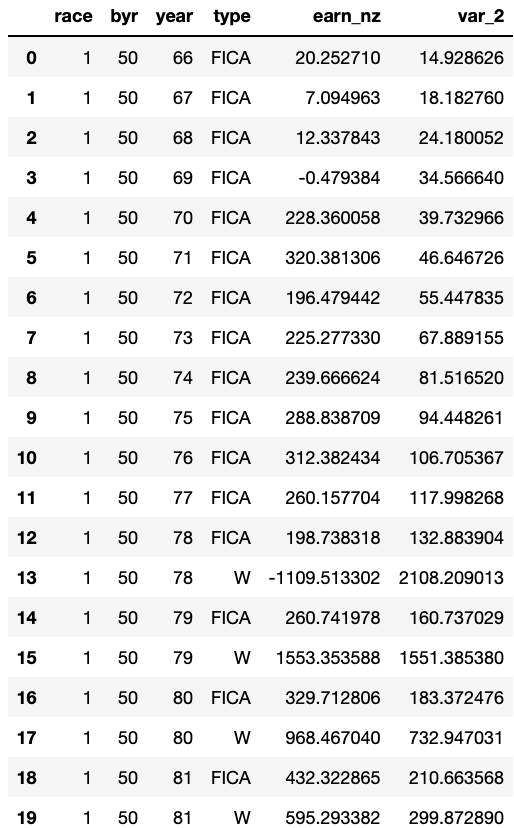 race byr year type earn_nz var_2
0 1 50 66 FICA 20.252710 14.928626
1 1 50 67 FICA 7.094963 18.182760
2 1 50 68 FICA 12.337843 24.180052
3 1 50 69 FICA -0.479384 34.566640
4 1 50 70 FICA 228.360058 39.732966
5 1 50 71 FICA 320.381306 46.646726
6 1 50 72 FICA 196.479442 55.447835
7 1 50 73 FICA 225.277330 67.889155
8 1 50 74 FICA 239.666624 81.516520
9 1 50 75 FICA 288.838709 94.448261
10 1 50 76 FICA 312.382434 106.705367
11 1 50 77 FICA 260.157704 117.998268
12 1 50 78 FICA 198.738318 132.883904
13 1 50 78 W -1109.513302 2108.209013
14 1 50 79 FICA 260.741978 160.737029
15 1 50 79 W 1553.353588 1551.385380
16 1 50 80 FICA 329.712806 183.372476
17 1 50 80 W 968.467040 732.947031
18 1 50 81 FICA 432.322865 210.663568
19 1 50 81 W 595.293382 299.872890